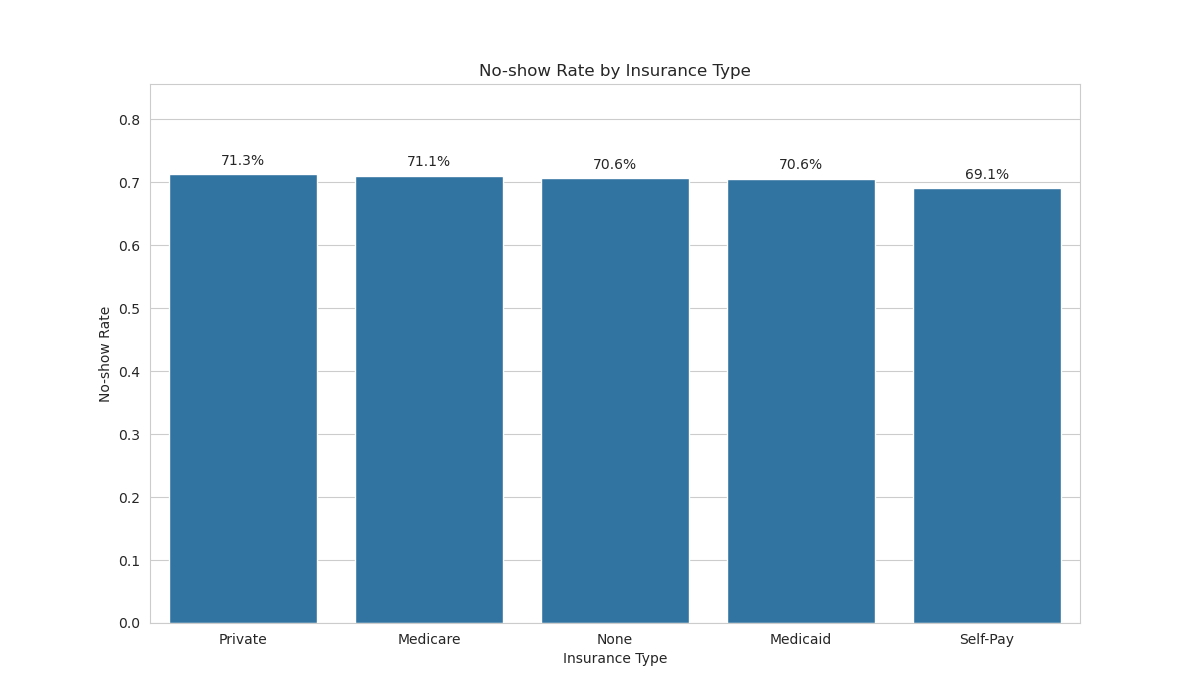 No-show Rate by Insurance Type
0.8
0.7
0.6
0.5
0.4
0.3
0.2
0.1
0.0
No-show Rate
71.3%
71.1%
70.6%
70.6%
69.1%
Private
Medicare
None
Medicaid
Self-Pay
Insurance Type